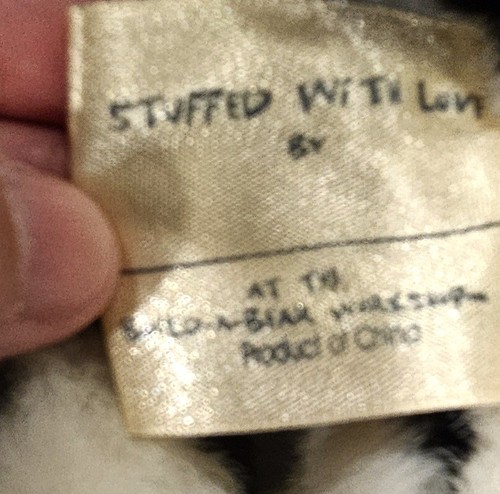 STUFFED WITH LOVE
BY
AT THE
BUILD-A-BEAR WORKSHOP
Product of China